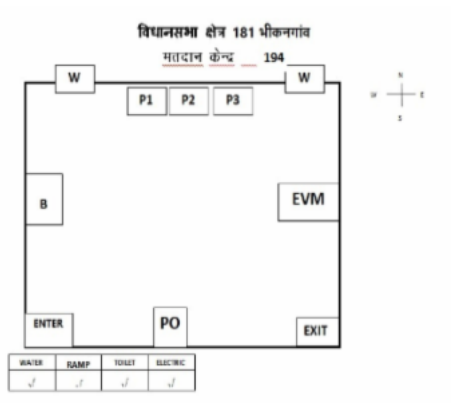 विधानसभा क्षेत्र 181 भीकनगांव
मतदान केन्द्र 194
W W
P1 P2 P3
N
W E
S
B EVM
ENTER PO EXIT
WATER RAMP TOILET ELECTRIC